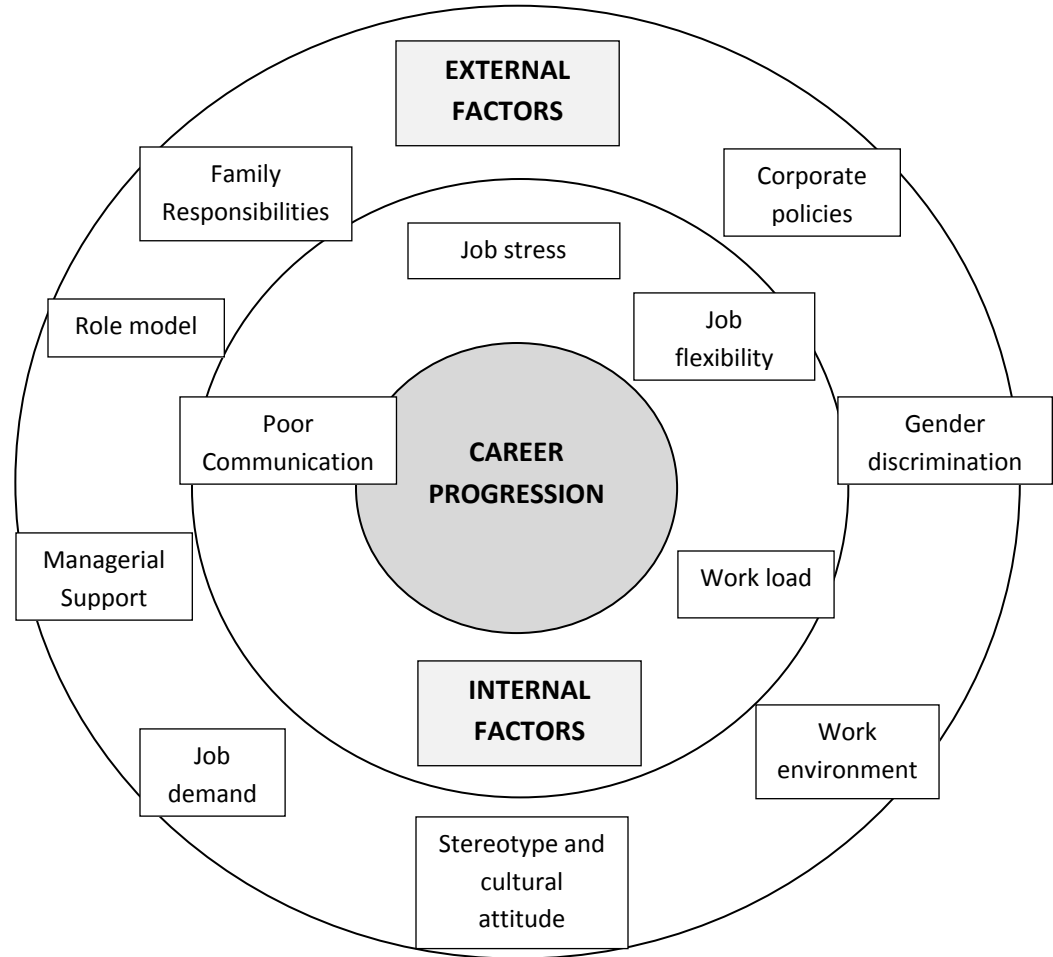 EXTERNAL
FACTORS
Family
Responsibilities
Corporate
policies
Job stress
Role model
Job
flexibility
Poor
Communication
CAREER
PROGRESSION
Gender
discrimination
Managerial
Support
Work load
INTERNAL
FACTORS
Job
demand
Work
environment
Stereotype and
cultural
attitude